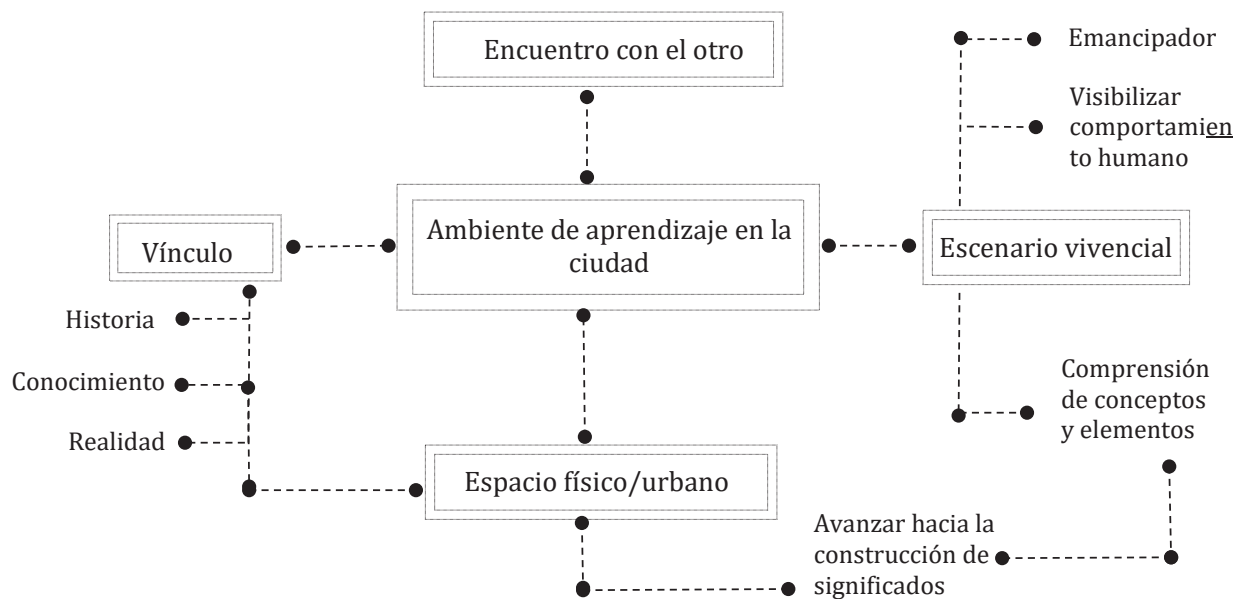 Encuentro con el otro
Emancipador
Visibilizar
comportamien
to humano
Ambiente de aprendizaje en la
ciudad
Vínculo
Escenario vivencial
Historia
Conocimiento
Realidad
Comprensión
de conceptos
y elementos
Espacio físico/urbano
Avanzar hacia la
construcción de
significados